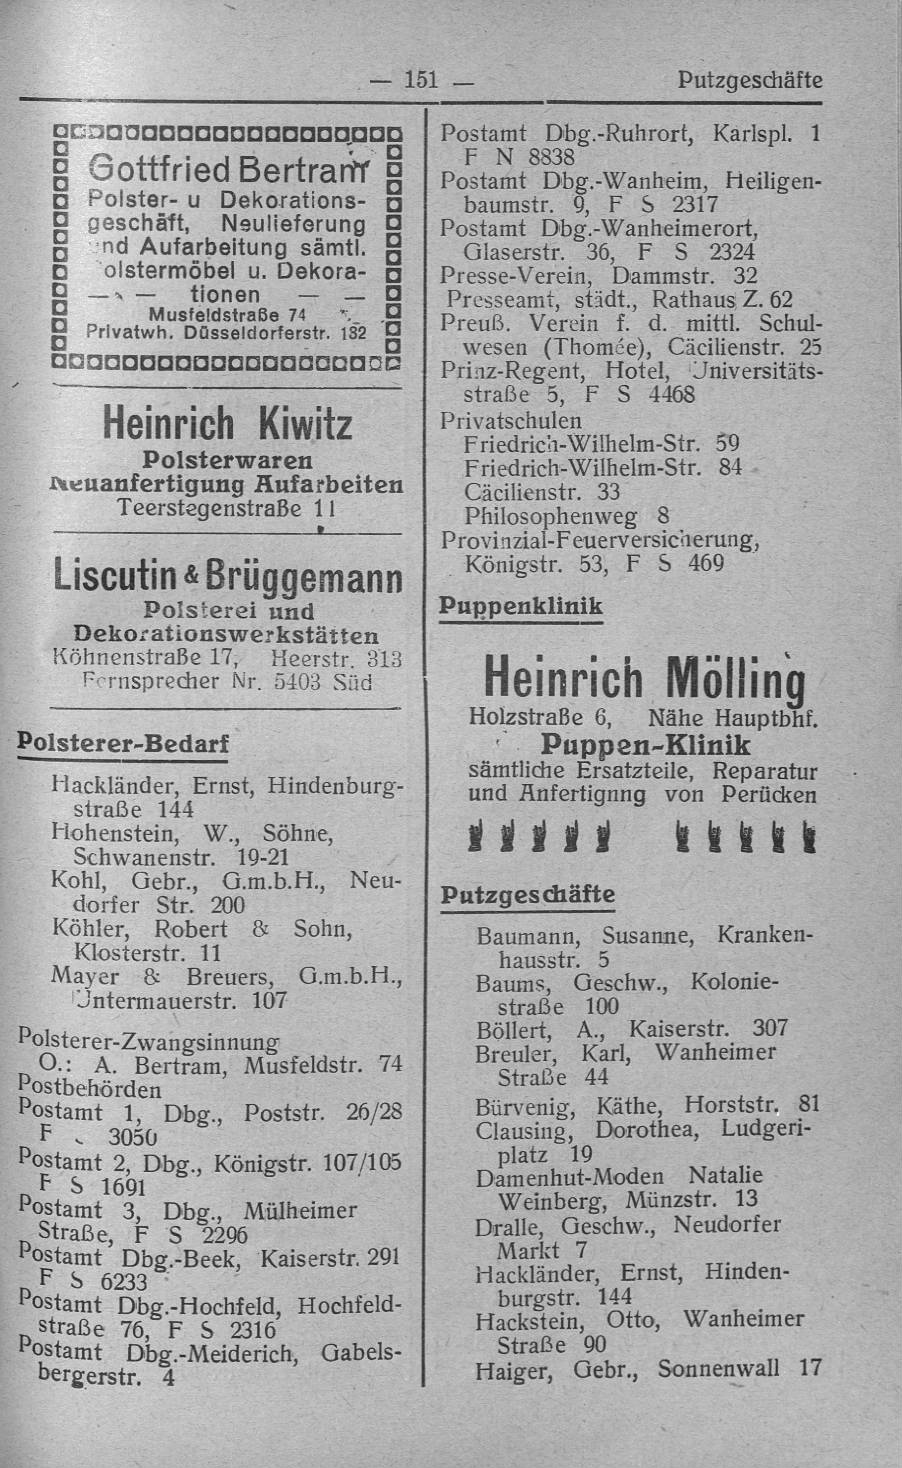 — 151 —
Putzgeschäfte
Gottfried Bertram
Polster- u Dekorations-
geschäft, Neulieferung
und Aufarbeitung sämtl.
olstermöbel u. Dekora-
— — tionen — —
Musfeldstraße 74
Privatwh. Düsseldorferstr. 182
Heinrich Kiwitz
Polsterwaren
Neuanfertigung Aufarbeiten
Teerstegenstraße 11
Liscutin & Brüggemann
Polsterei und
Dekorationswerkstätten
Köhnenstraße 17, Heerstr. 313
Fernsprecher Nr. 5403 Süd
Polsterer-Bedarf
Hackländer, Ernst, Hindenburg-
straße 144
Hohenstein, W., Söhne,
Schwanenstr. 19-21
Kohl, Gebr., G.m.b.H., Neu-
dorfer Str. 200
Köhler, Robert & Sohn,
Klosterstr. 11
Mayer & Breuers, G.m.b.H.,
Untermauerstr. 107
Polsterer-Zwangsinnung
O.: A. Bertram, Musfeldstr. 74
Postbehörden
Postamt 1, Dbg., Poststr. 26/28
F 3050
Postamt 2, Dbg., Königstr. 107/105
F S 1691
Postamt 3, Dbg., Mülheimer
Straße, F S 2296
Postamt Dbg.-Beek, Kaiserstr. 291
F S 6233
Postamt Dbg.-Hochfeld, Hochfeld-
straße 76, F S 2316
Postamt Dbg.-Meiderich, Gabels-
bergerstr. 4
Postamt Dbg.-Ruhrort, Karlspl. 1
F N 8838
Postamt Dbg.-Wanheim, Heiligen-
baumstr. 9, F S 2317
Postamt Dbg.-Wanheimerort,
Glaserstr. 36, F S 2324
Presse-Verein, Dammstr. 32
Presseamt, städt., Rathaus Z. 62
Preuß. Verein f. d. mittl. Schul-
wesen (Thomée), Cäcilienstr. 25
Prinz-Regent, Hotel, Universitäts-
straße 5, F S 4468
Privatschulen
Friedrich-Wilhelm-Str. 59
Friedrich-Wilhelm-Str. 84
Cäcilienstr. 33
Philosophenweg 8
Provinzial-Feuerversicherung,
Königstr. 53, F S 469
Puppenklinik
Heinrich Mölling
Holzstraße 6, Nähe Hauptbhf.
Puppen-Klinik
sämtliche Ersatzteile, Reparatur
und Anfertignng von Perücken
Putzgeschäfte
Baumann, Susanne, Kranken-
hausstr. 5
Baums, Geschw., Kolonie-
straße 100
Böllert, A., Kaiserstr. 307
Breuler, Karl, Wanheimer
Straße 44
Bürvenig, Käthe, Horststr. 81
Clausing, Dorothea, Ludgeri-
platz 19
Damenhut-Moden Natalie
Weinberg, Münzstr. 13
Dralle, Geschw., Neudorfer
Markt 7
Hackländer, Ernst, Hinden-
burgstr. 144
Hackstein, Otto, Wanheimer
Straße 90
Haiger, Gebr., Sonnenwall 17